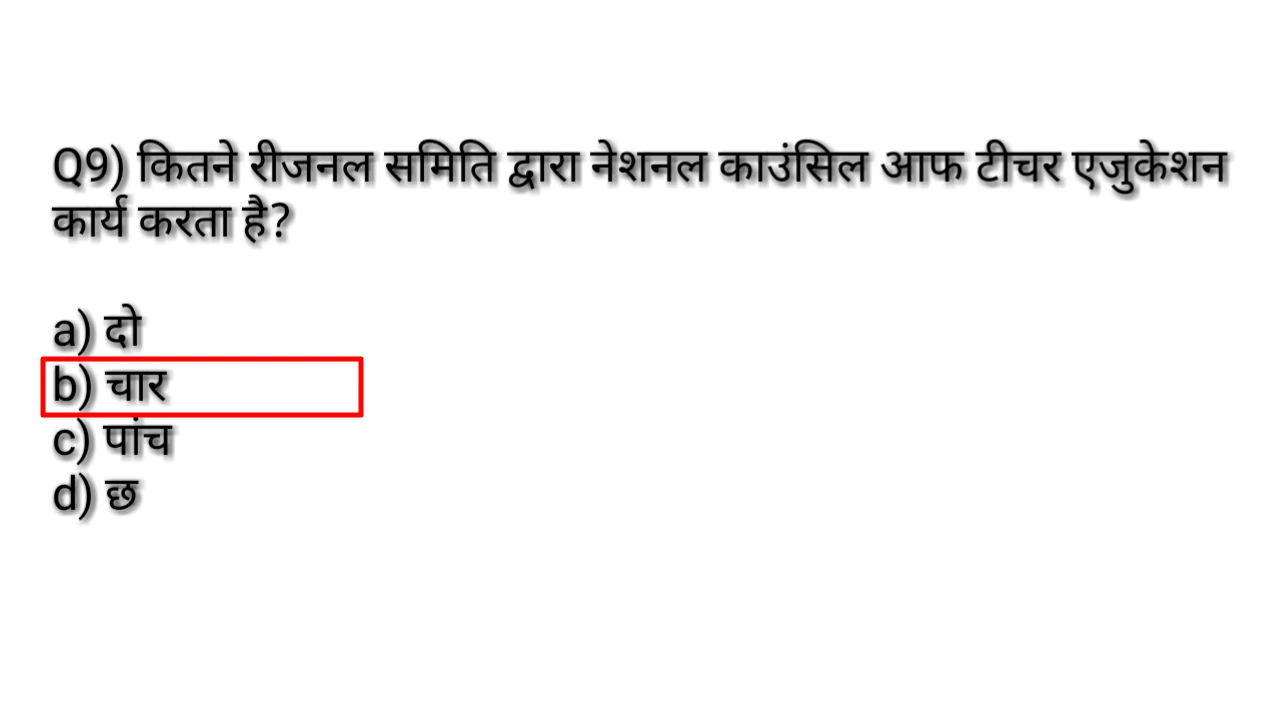 Q9) कितने रीजनल समिति द्वारा नेशनल काउंसिल आफ टीचर एजुकेशन
कार्य करता है?
a) दो
b) चार
c) पांच
d) छ